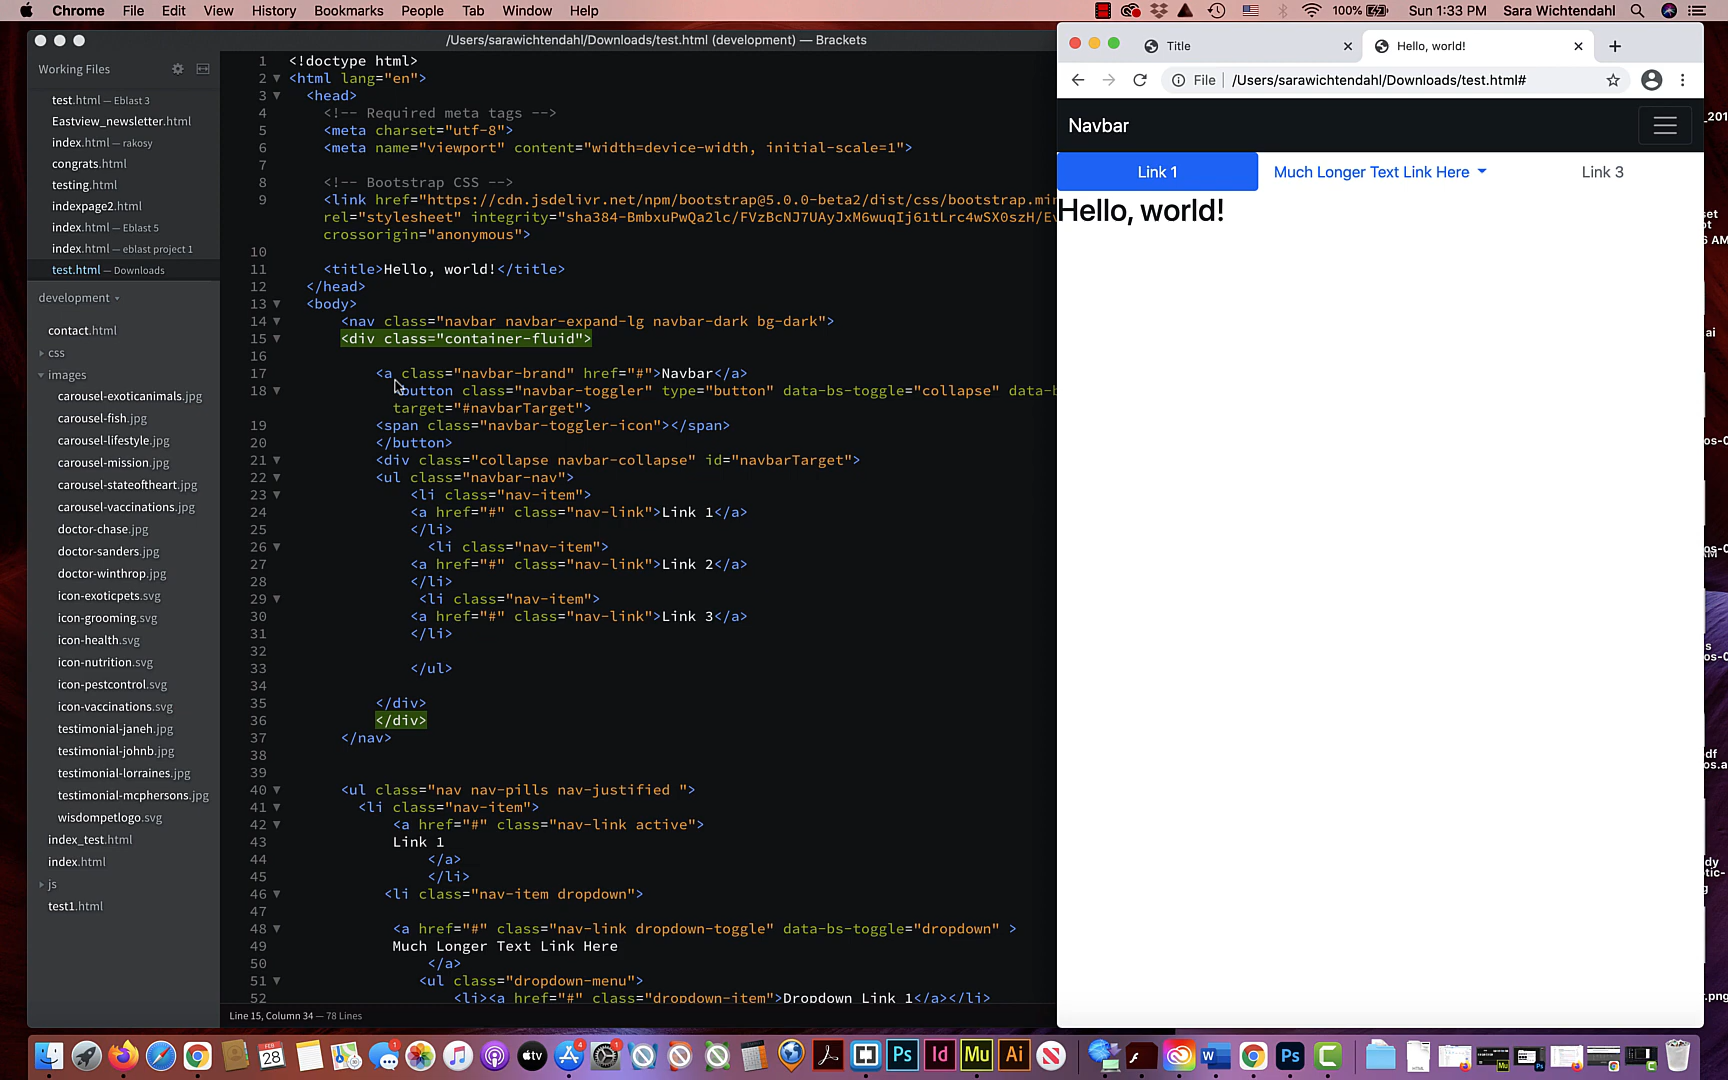 Chrome File Edit View History Bookmarks People Tab Window Help 100% Sun 1:33 PM Sara Wichtendahl
/Users/sarawichtendahl/Downloads/test.html (development) — Brackets
Working Files
test.html — Eblast 3
Eastview_newsletter.html
index.html — rakosy
congrats.html
testing.html
indexpage2.html
index.html — Eblast 5
index.html — eblast project 1
test.html — Downloads
development
contact.html
css
images
carousel-exoticanimals.jpg
carousel-fish.jpg
carousel-lifestyle.jpg
carousel-mission.jpg
carousel-stateoftheart.jpg
carousel-vaccinations.jpg
doctor-chase.jpg
doctor-sanders.jpg
doctor-winthrop.jpg
icon-exoticpets.svg
icon-grooming.svg
icon-health.svg
icon-nutrition.svg
icon-pestcontrol.svg
icon-vaccinations.svg
testimonial-janeh.jpg
testimonial-johnb.jpg
testimonial-lorraines.jpg
testimonial-mcphersons.jpg
wisdompetlogo.svg
index_test.html
index.html
js
test1.html
1 <!doctype html>
2 <html lang="en">
3 <head>
4 <!-- Required meta tags -->
5 <meta charset="utf-8">
6 <meta name="viewport" content="width=device-width, initial-scale=1">
7
8 <!-- Bootstrap CSS -->
9 <link href="https://cdn.jsdelivr.net/npm/bootstrap@5.0.0-beta2/dist/css/bootstrap.min
rel="stylesheet" integrity="sha384-BmbxuPwQa2lc/FVzBcNJ7UAyJxM6wuqIj61tLrc4wSX0szH/Ev
crossorigin="anonymous">
10
11 <title>Hello, world!</title>
12 </head>
13 <body>
14 <nav class="navbar navbar-expand-lg navbar-dark bg-dark">
15 <div class="container-fluid">
16
17 <a class="navbar-brand" href="#">Navbar</a>
18 button class="navbar-toggler" type="button" data-bs-toggle="collapse" data-b
target="#navbarTarget">
19 <span class="navbar-toggler-icon"></span>
20 </button>
21 <div class="collapse navbar-collapse" id="navbarTarget">
22 <ul class="navbar-nav">
23 <li class="nav-item">
24 <a href="#" class="nav-link">Link 1</a>
25 </li>
26 <li class="nav-item">
27 <a href="#" class="nav-link">Link 2</a>
28 </li>
29 <li class="nav-item">
30 <a href="#" class="nav-link">Link 3</a>
31 </li>
32
33 </ul>
34
35 </div>
36 </div>
37 </nav>
38
39
40 <ul class="nav nav-pills nav-justified ">
41 <li class="nav-item">
42 <a href="#" class="nav-link active">
43 Link 1
44 </a>
45 </li>
46 <li class="nav-item dropdown">
47
48 <a href="#" class="nav-link dropdown-toggle" data-bs-toggle="dropdown" >
49 Much Longer Text Link Here
50 </a>
51 <ul class="dropdown-menu">
52 <li><a href="#" class="dropdown-item">Dropdown Link 1</a></li>
Line 15, Column 34 — 78 Lines
Title
Hello, world!
File /Users/sarawichtendahl/Downloads/test.html#
Navbar
Link 1 Much Longer Text Link Here Link 3
Hello, world!
FEB
28
tv
4
1
1
Ps Id Mu Ai
W Ps